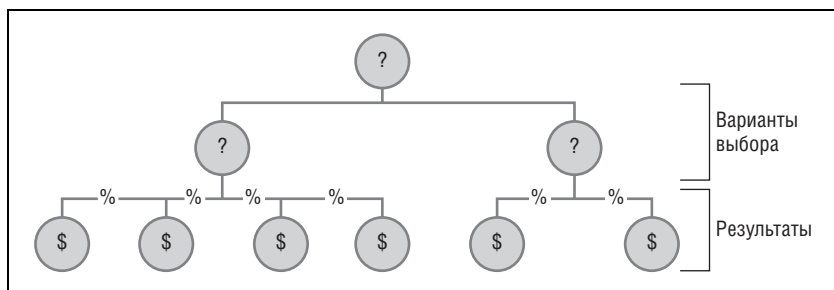 ?
? ?
Варианты
выбора
% % % % % %
$ $ $ $ $ $
Результаты